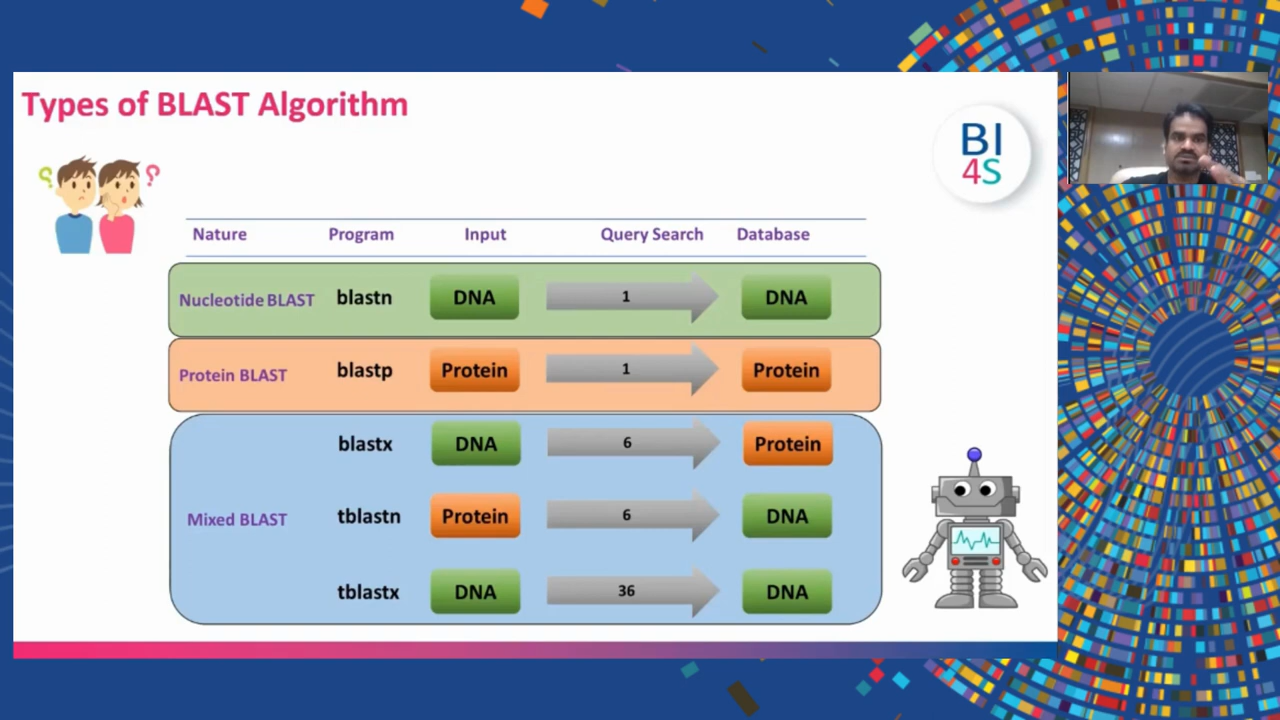 Types of BLAST Algorithm
BI
4S
Nature Program Input Query Search Database
Nucleotide BLAST blastn DNA 1 DNA
Protein BLAST blastp Protein 1 Protein
blastx DNA 6 Protein
Mixed BLAST tblastn Protein 6 DNA
tblastx DNA 36 DNA